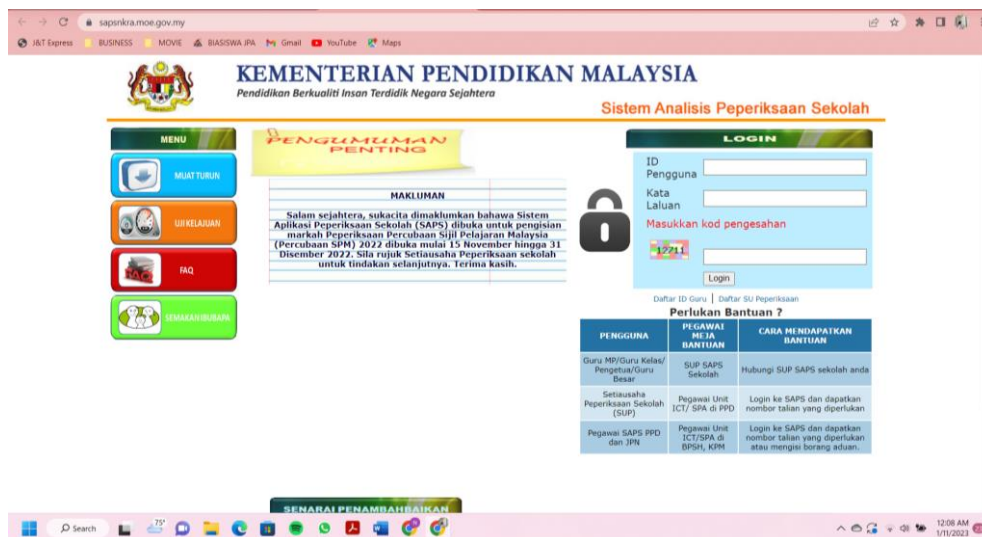 sapsnkra.moe.gov.my
J&T Express BUSINESS MOVIE BIASISWA JPA Gmail YouTube Maps
KEMENTERIAN PENDIDIKAN MALAYSIA
Pendidikan Berkualiti Insan Terdidik Negara Sejahtera
Sistem Analisis Peperiksaan Sekolah
MENU
MUAT TURUN
UJI KELAJUAN
FAQ
SEMAKAN IBUBAPA
PENGUMUMAN
PENTING
MAKLUMAN
Salam sejahtera, sukacita dimaklumkan bahawa Sistem
Aplikasi Peperiksaan Sekolah (SAPS) dibuka untuk pengisian
markah Peperiksaan Percubaan Sijil Pelajaran Malaysia
(Percubaan SPM) 2022 dibuka mulai 15 November hingga 31
Disember 2022. Sila rujuk Setiausaha Peperiksaan sekolah
untuk tindakan selanjutnya. Terima kasih.
LOGIN
ID
Pengguna
Kata
Laluan
Masukkan kod pengesahan
12711
Login
Daftar ID Guru | Daftar SU Peperiksaan
Perlukan Bantuan ?
PENGGUNA
PEGAWAI
MEJA
BANTUAN
CARA MENDAPATKAN
BANTUAN
Guru MP/Guru Kelas/
Pengetua/Guru
Besar
SUP SAPS
Sekolah
Hubungi SUP SAPS sekolah anda
Setiausaha
Peperiksaan Sekolah
(SUP)
Pegawai Unit
ICT/ SPA di PPD
Login ke SAPS dan dapatkan
nombor talian yang diperlukan
Pegawai SAPS PPD
dan JPN
Pegawai Unit
ICT/SPA di
BPSH, KPM
Login ke SAPS dan dapatkan
nombor talian yang diperlukan
atau mengisi borang aduan.
SENARAI PENAMBAHBAIKAN
75°
Search
12:08 AM
1/11/2023